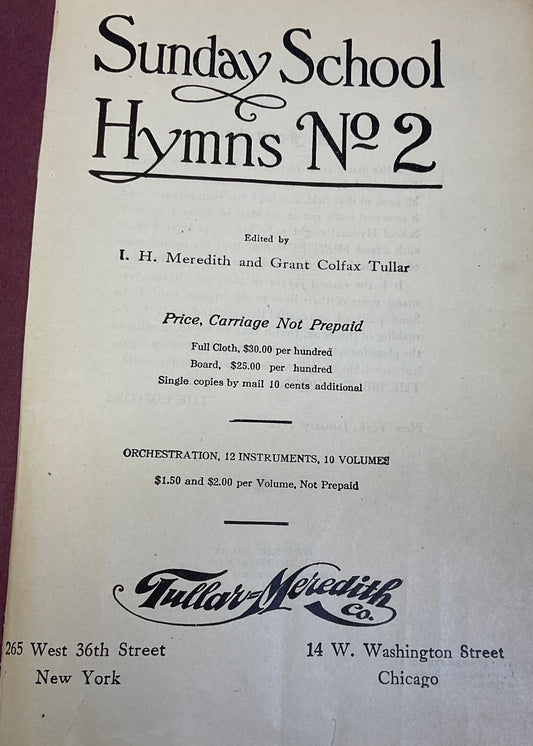 Sunday School
Hymns No 2
Edited by
I. H. Meredith and Grant Colfax Tullar
Price, Carriage Not Prepaid
Full Cloth, $30.00 per hundred
Board, $25.00 per hundred
Single copies by mail 10 cents additional
ORCHESTRATION, 12 INSTRUMENTS, 10 VOLUMES
$1.50 and $2.00 per Volume, Not Prepaid
Tullar=Meredith Co.
265 West 36th Street
New York
14 W. Washington Street
Chicago